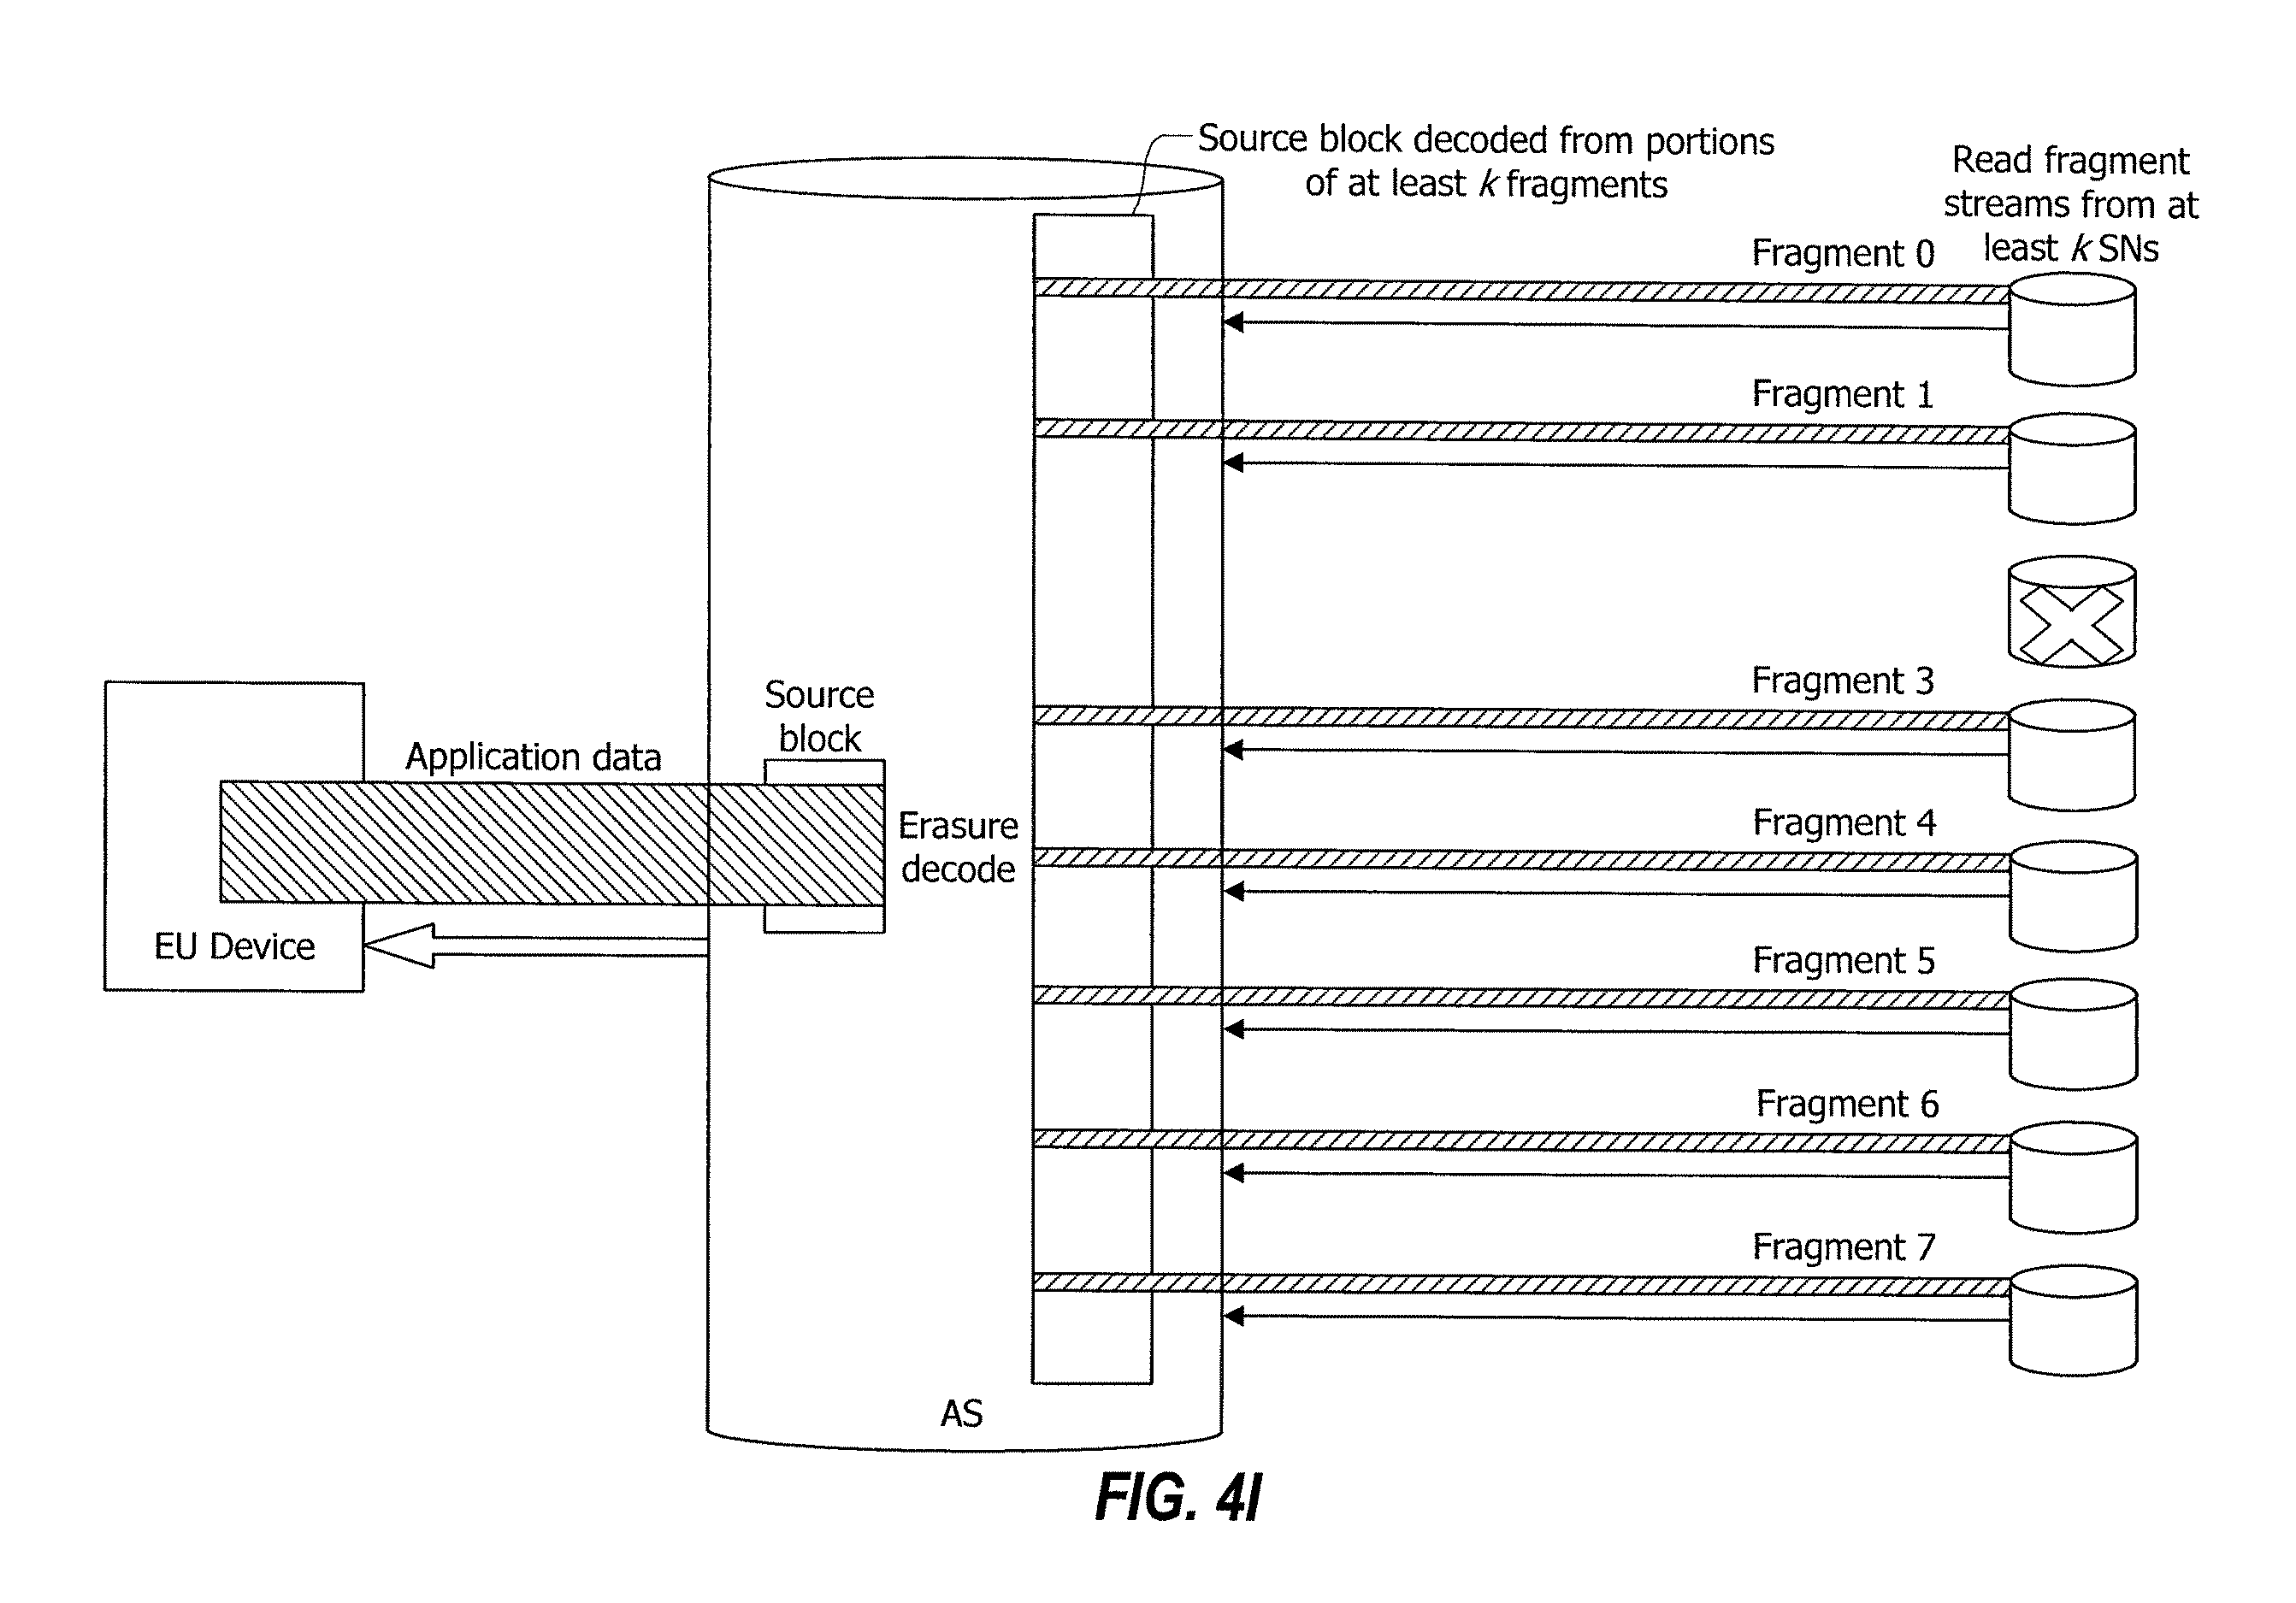 Source block decoded from portions
of at least k fragments
Read fragment
streams from at
least k SNs
Fragment 0
Fragment 1
Fragment 3
Source
block
Application data
Erasure
decode
Fragment 4
EU Device
Fragment 5
Fragment 6
Fragment 7
AS
FIG. 4I